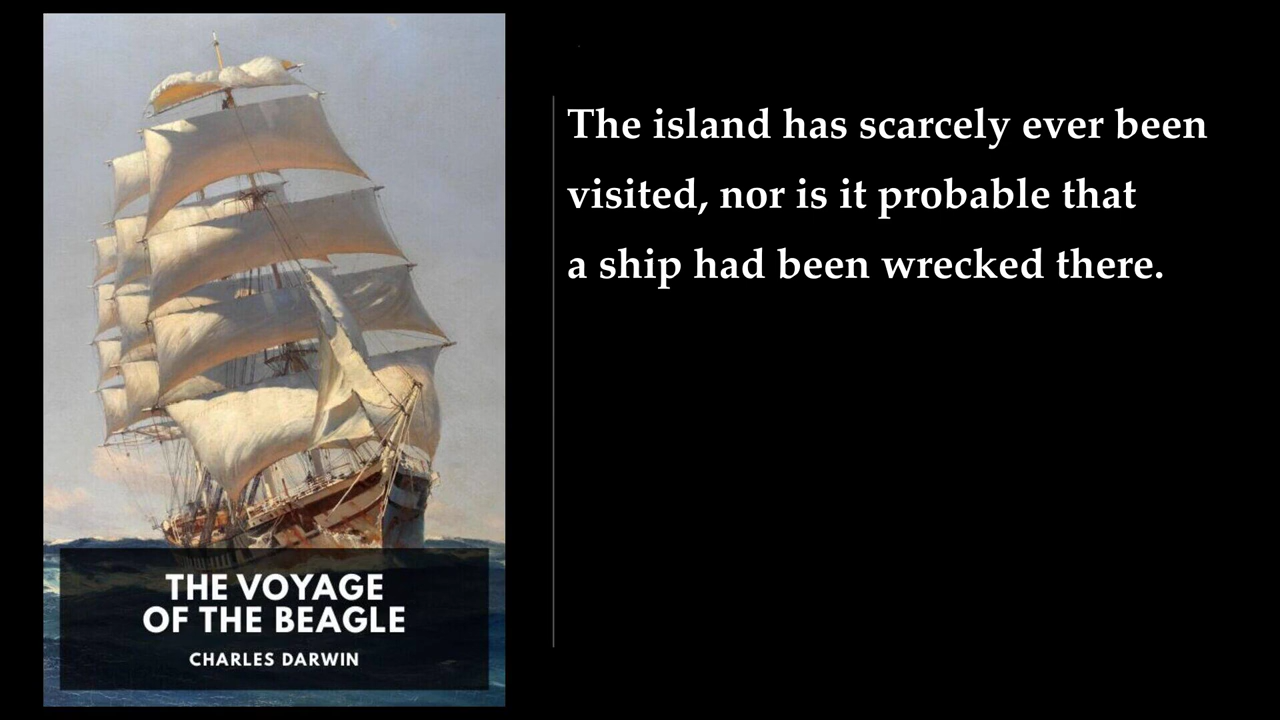 The island has scarcely ever been
visited, nor is it probable that
a ship had been wrecked there.
THE VOYAGE
OF THE BEAGLE
CHARLES DARWIN